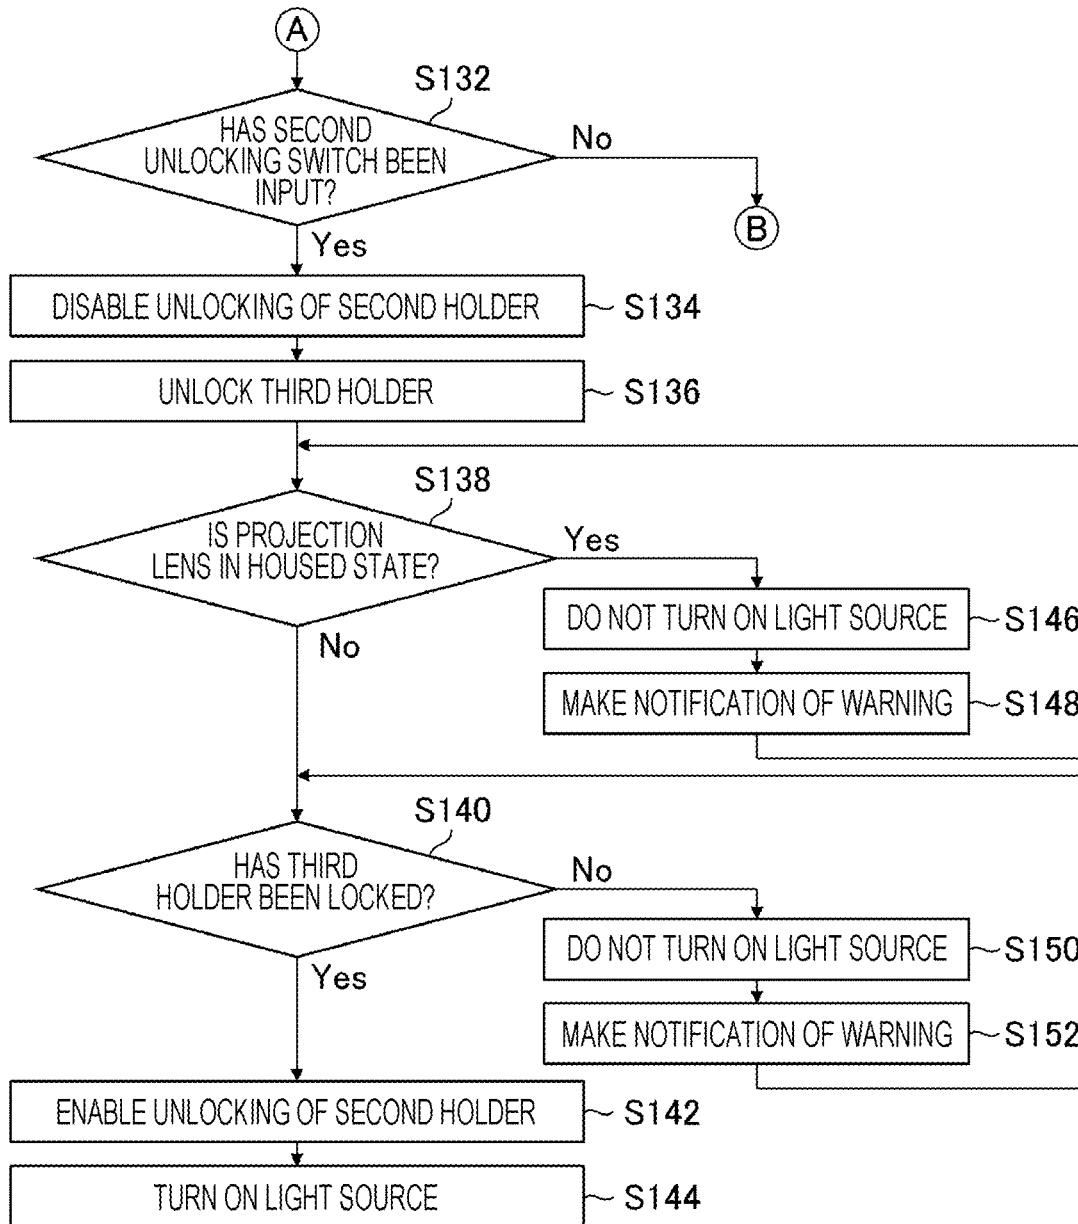 A
S132
HAS SECOND
UNLOCKING SWITCH BEEN
INPUT?
No
B
Yes
DISABLE UNLOCKING OF SECOND HOLDER
S134
UNLOCK THIRD HOLDER
S136
S138
IS PROJECTION
LENS IN HOUSED STATE?
Yes
DO NOT TURN ON LIGHT SOURCE
S146
No
MAKE NOTIFICATION OF WARNING
S148
S140
HAS THIRD
HOLDER BEEN LOCKED?
No
DO NOT TURN ON LIGHT SOURCE
S150
Yes
MAKE NOTIFICATION OF WARNING
S152
ENABLE UNLOCKING OF SECOND HOLDER
S142
TURN ON LIGHT SOURCE
S144